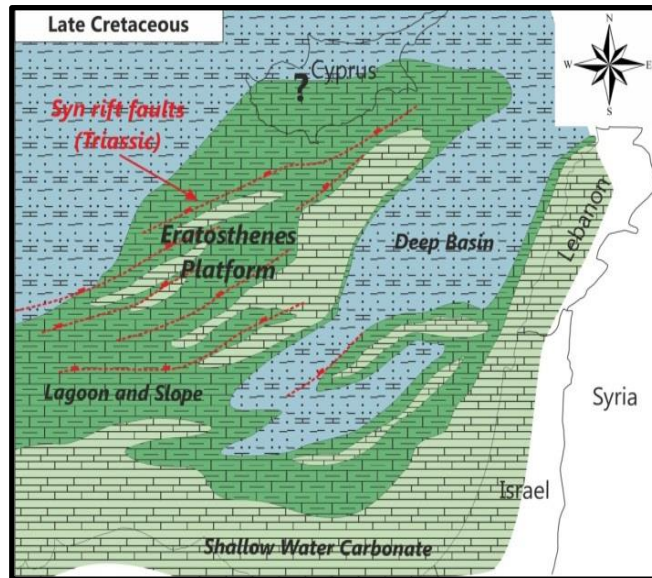 Late Cretaceous
N
W
E
S
?
Cyprus
Syn rift faults
(Triassic)
Lebanon
Eratosthenes
Platform
Deep Basin
Lagoon and Slope
Syria
Israel
Shallow Water Carbonate